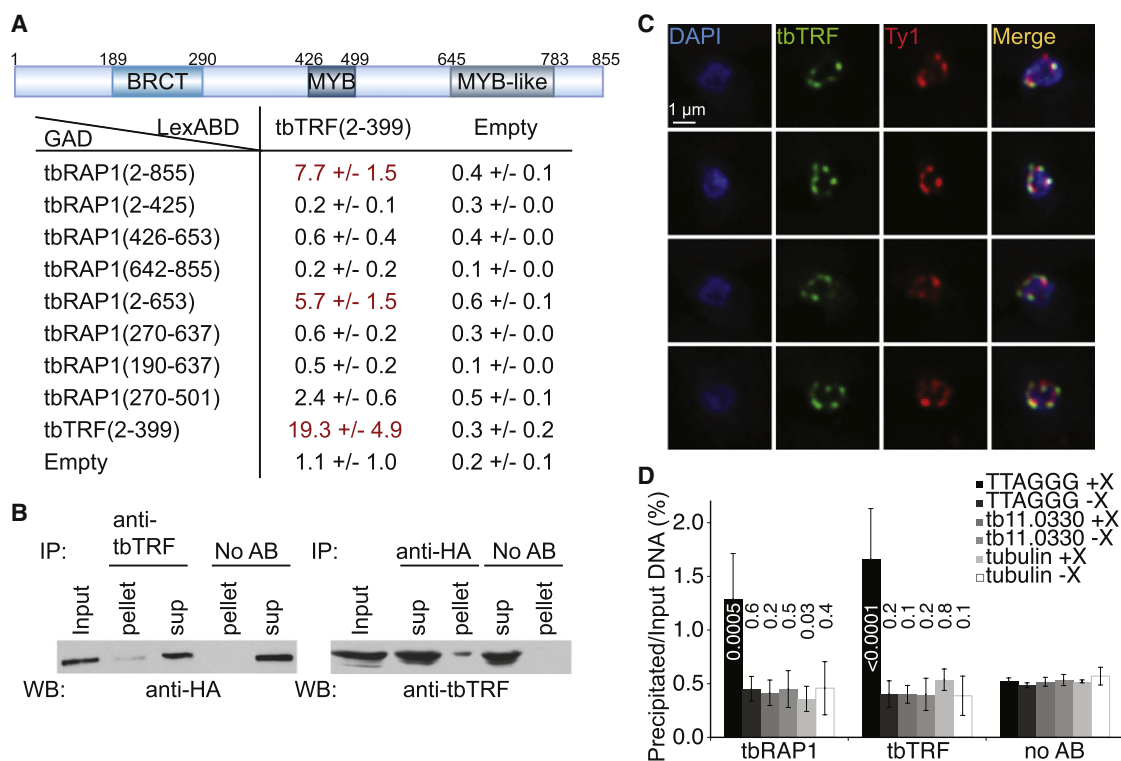 A
1 189 290 426 499 645 783 855
BRCT MYB MYB-like
GAD LexABD tbTRF(2-399) Empty
tbRAP1(2-855) 7.7 +/- 1.5 0.4 +/- 0.1
tbRAP1(2-425) 0.2 +/- 0.1 0.3 +/- 0.0
tbRAP1(426-653) 0.6 +/- 0.4 0.4 +/- 0.0
tbRAP1(642-855) 0.2 +/- 0.2 0.1 +/- 0.0
tbRAP1(2-653) 5.7 +/- 1.5 0.6 +/- 0.1
tbRAP1(270-637) 0.6 +/- 0.2 0.3 +/- 0.0
tbRAP1(190-637) 0.5 +/- 0.2 0.1 +/- 0.0
tbRAP1(270-501) 2.4 +/- 0.6 0.5 +/- 0.1
tbTRF(2-399) 19.3 +/- 4.9 0.3 +/- 0.2
Empty 1.1 +/- 1.0 0.2 +/- 0.1
B
IP: anti-tbTRF No AB
Input pellet sup pellet sup
WB: anti-HA
IP: anti-HA No AB
Input sup pellet sup pellet
WB: anti-tbTRF
C
DAPI tbTRF Ty1 Merge
1 µm
D
Precipitated/Input DNA (%)
2.0
1.5
1.0
0.5
0.0
TTAGGG +X
TTAGGG -X
tb11.0330 +X
tb11.0330 -X
tubulin +X
tubulin -X
0.0005 0.6 0.2 0.5 0.03 0.4
<0.0001 0.2 0.1 0.2 0.8 0.1
tbRAP1 tbTRF no AB